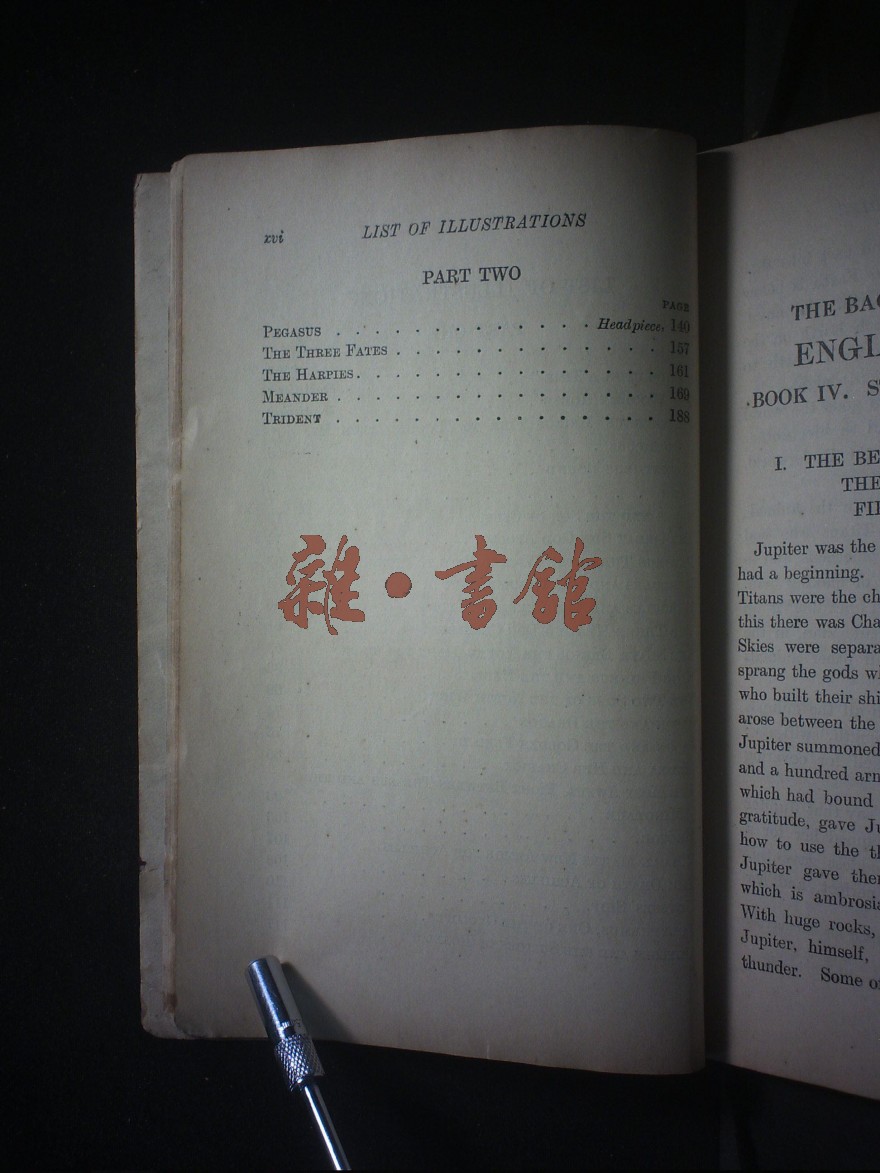 xvi LIST OF ILLUSTRATIONS
PART TWO
PAGE
PEGASUS . . . . . . . . . . . . . Headpiece, 140
THE THREE FATES . . . . . . . . . . . . . . 157
THE HARPIES . . . . . . . . . . . . . . . . 161
MEANDER . . . . . . . . . . . . . . . . . 169
TRIDENT . . . . . . . . . . . . . . . . . 188
雜·書館
THE
ENGL
BOOK IV.
I. THE BE
THE
FI
Jupiter was the
had a beginning.
Titans were the ch
this there was Cha
Skies were separa
sprang the gods w
who built their shi
arose between the
Jupiter summoned
and a hundred arm
which had bound
gratitude, gave Ju
how to use the th
Jupiter gave ther
which is ambrosia
With huge rocks,
Jupiter, himself,
thunder. Some o